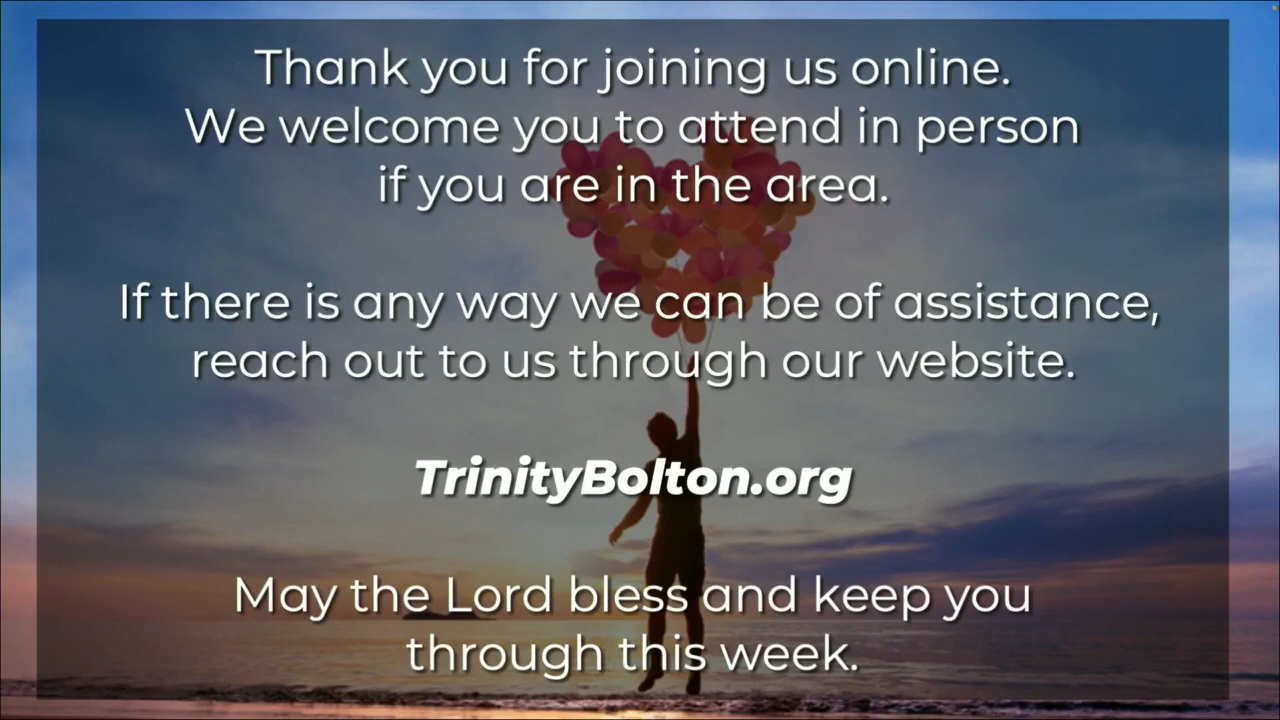 Thank you for joining us online.
We welcome you to attend in person
if you are in the area.
If there is any way we can be of assistance,
reach out to us through our website.
TrinityBolton.org
May the Lord bless and keep you
through this week.